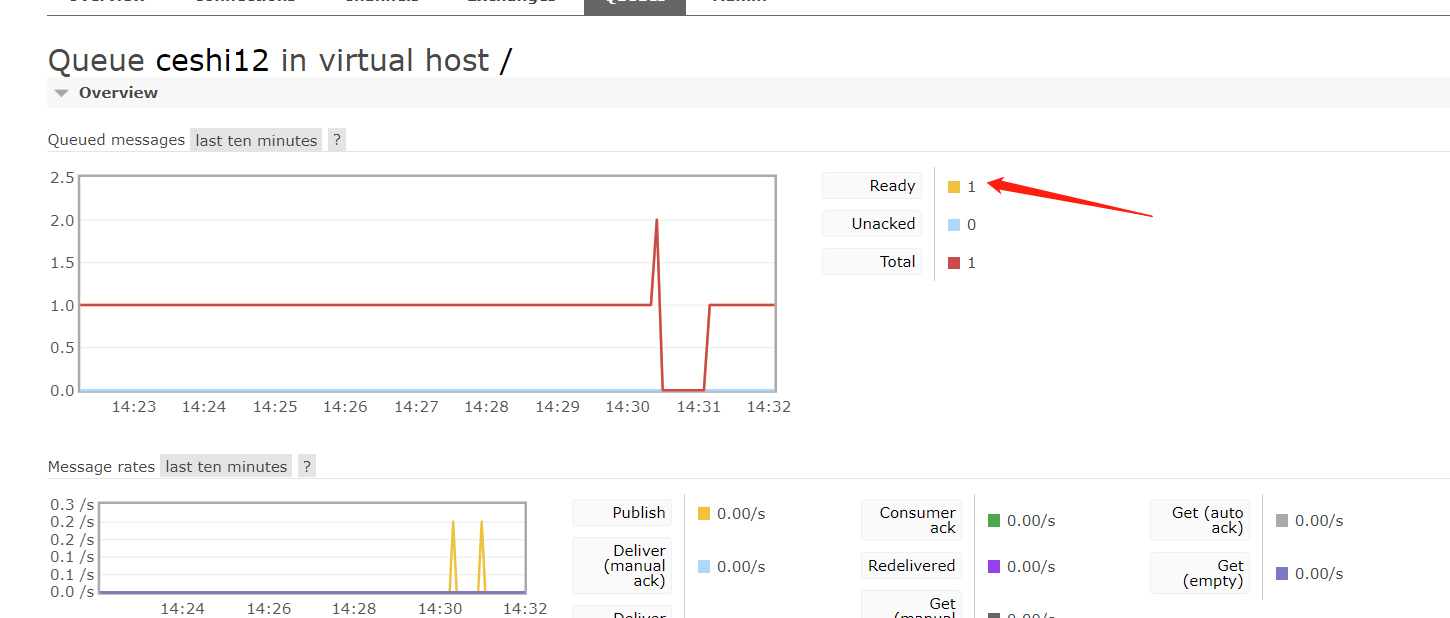 Queues
Queue ceshi12 in virtual host /
Overview
Queued messages last ten minutes ?
2.5
2.0
1.5
1.0
0.5
0.0
14:23 14:24 14:25 14:26 14:27 14:28 14:29 14:30 14:31 14:32
Ready 1
Unacked 0
Total 1
Message rates last ten minutes ?
0.3 /s
0.2 /s
0.2 /s
0.1 /s
0.1 /s
0.0 /s
14:24 14:26 14:28 14:30 14:32
Publish 0.00/s
Deliver
(manual
ack)
0.00/s
Deliver
Consumer
ack
0.00/s
Redelivered 0.00/s
Get
(manual
0.00/s
Get (auto
ack)
0.00/s
Get
(empty)
0.00/s